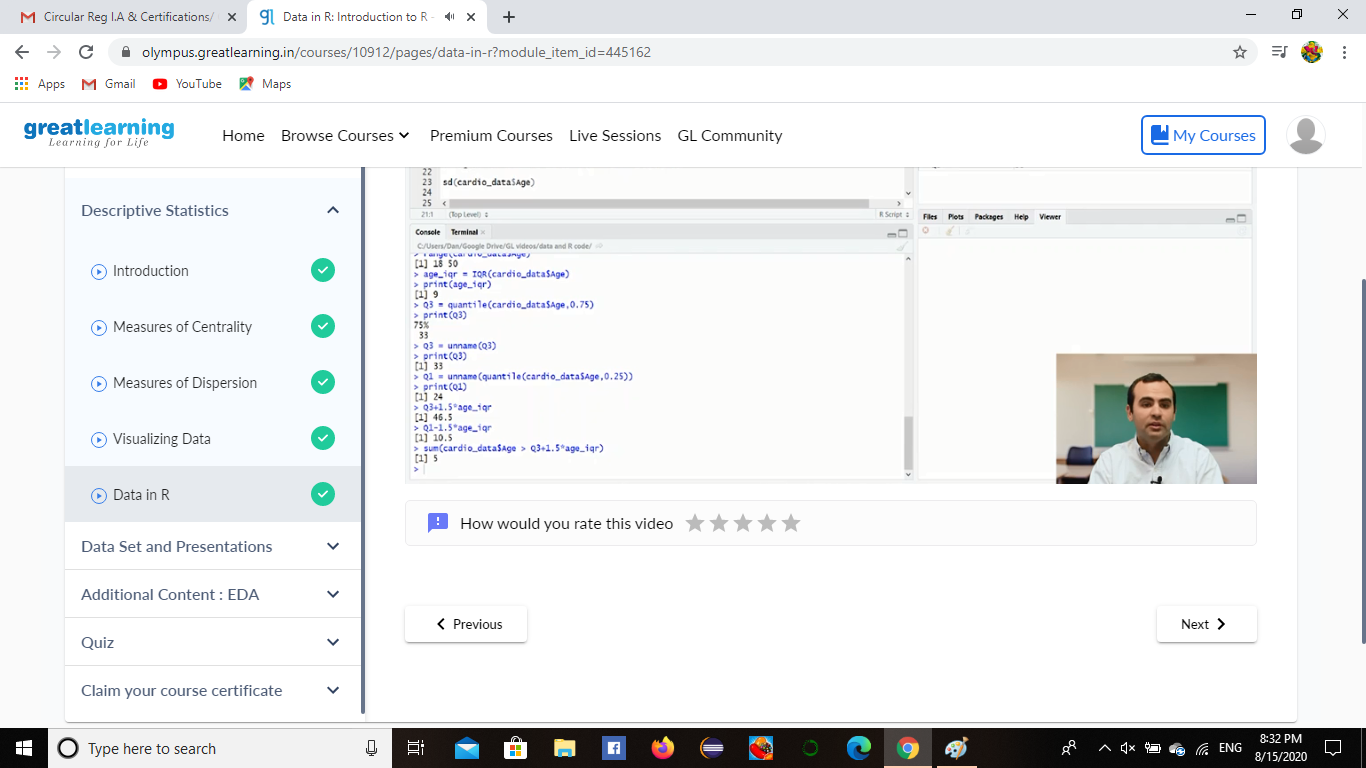 Circular Reg I.A & Certifications/
Data in R: Introduction to R -
olympus.greatlearning.in/courses/10912/pages/data-in-r?module_item_id=445162
Apps
Gmail
YouTube
Maps
greatlearning
Learning for Life
Home
Browse Courses
Premium Courses
Live Sessions
GL Community
My Courses
Descriptive Statistics
Introduction
Measures of Centrality
Measures of Dispersion
Visualizing Data
Data in R
Data Set and Presentations
Additional Content : EDA
Quiz
Claim your course certificate
22
23 sd(cardio_data$Age)
24
25
21:1 (Top Level) R Script
Files Plots Packages Help Viewer
Console Terminal
C:/Users/Dan/Google Drive/GL videos/data and R code/
> range(cardio_data$Age)
[1] 18 50
> age_iqr = IQR(cardio_data$Age)
> print(age_iqr)
[1] 9
> Q3 = quantile(cardio_data$Age,0.75)
> print(Q3)
75%
33
> Q3 = unname(Q3)
> print(Q3)
[1] 33
> Q1 = unname(quantile(cardio_data$Age,0.25))
> print(Q1)
[1] 24
> Q3+1.5*age_iqr
[1] 46.5
> Q1-1.5*age_iqr
[1] 10.5
> sum(cardio_data$Age > Q3+1.5*age_iqr)
[1] 5
>
How would you rate this video
Previous
Next
Type here to search
ENG
8:32 PM
8/15/2020